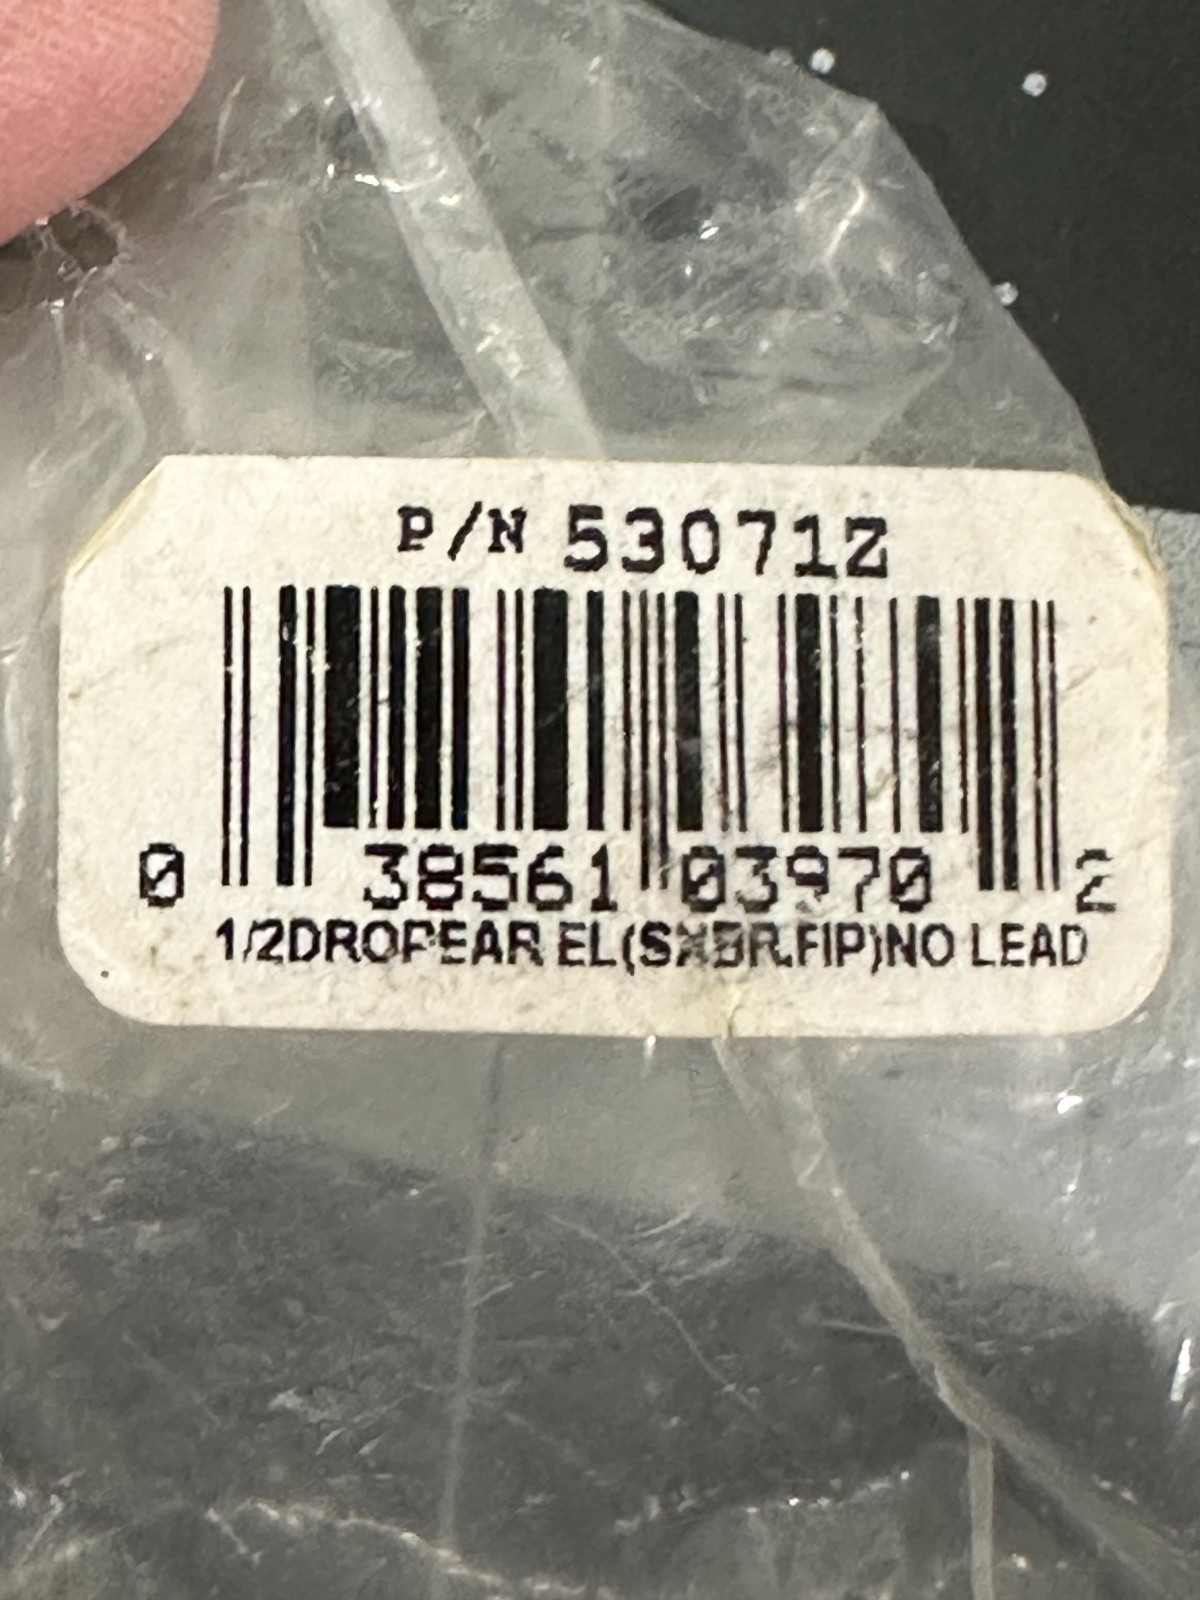 P/N 53071Z
0 38561 03970 2
1/2DROPEAR EL(SXBR.FIP)NO LEAD